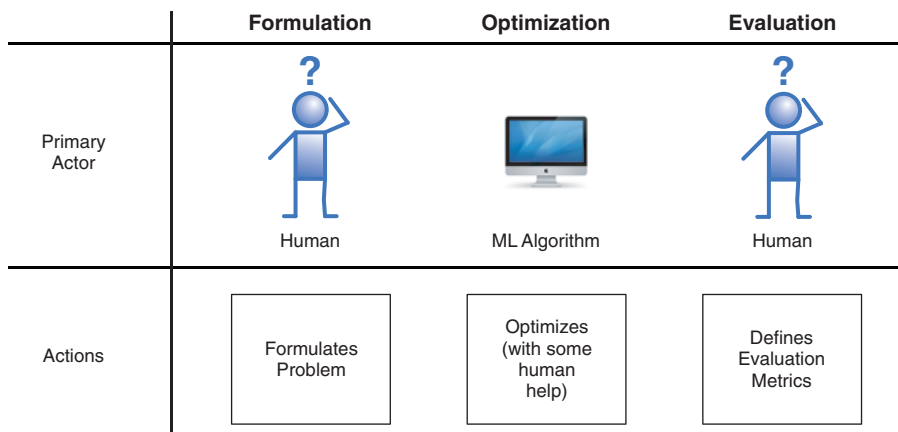 Formulation Optimization Evaluation
? ?
Primary
Actor
Human ML Algorithm Human
Actions
Formulates
Problem
Optimizes
(with some
human
help)
Defines
Evaluation
Metrics